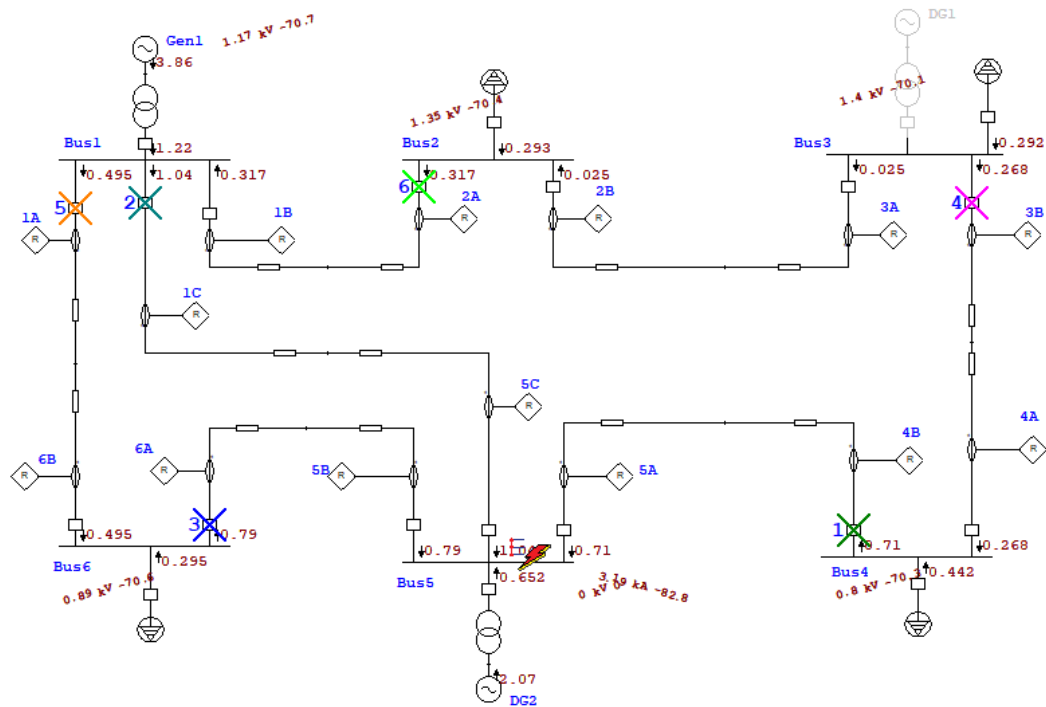 DG1
Gen1
1.17 kV -70.7
3.86
1.4 kV -70.1
1.35 kV -70.4
Bus1
1.22
Bus2
0.293
Bus3
0.292
0.495
1.04
0.317
0.317
0.025
0.025
0.268
5
2
6
4
1A
1B
2A
2B
3A
3B
R
R
R
R
R
R
1C
R
5C
R
6B
6A
5B
5A
4B
4A
R
R
R
R
R
R
3
1
0.495
0.79
0.79
0.71
0.71
0.268
Bus6
0.295
Bus5
0.652
3.19 kA -82.8
0 kV 0
Bus4
0.442
0.89 kV -70.6
0.8 kV -70.3
2.07
DG2